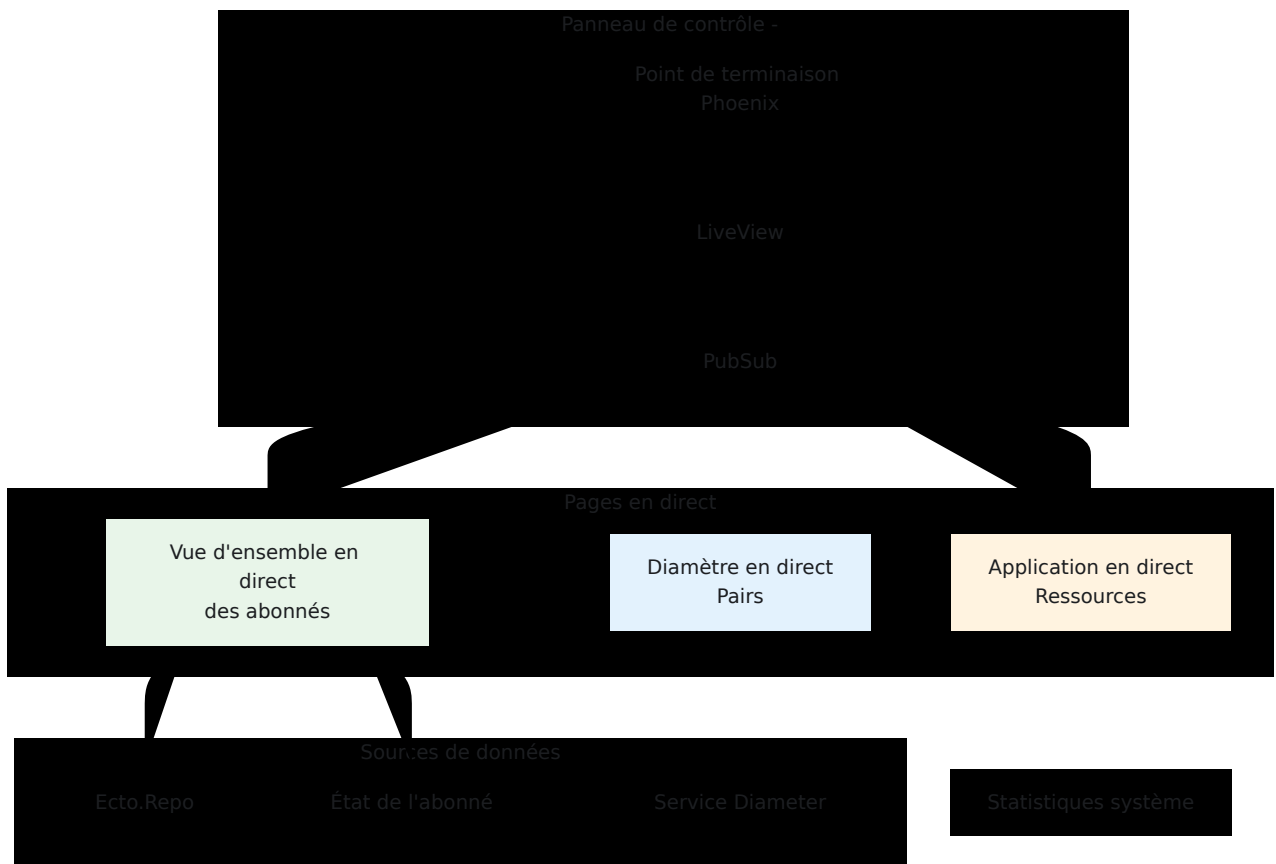 Panneau de contrôle -
Point de terminaison
Phoenix
LiveView
PubSub
Pages en direct
Vue d'ensemble en
direct
des abonnés
Diamètre en direct
Pairs
Application en direct
Ressources
Sources de données
Ecto.Repo
État de l'abonné
Service Diameter
Statistiques système